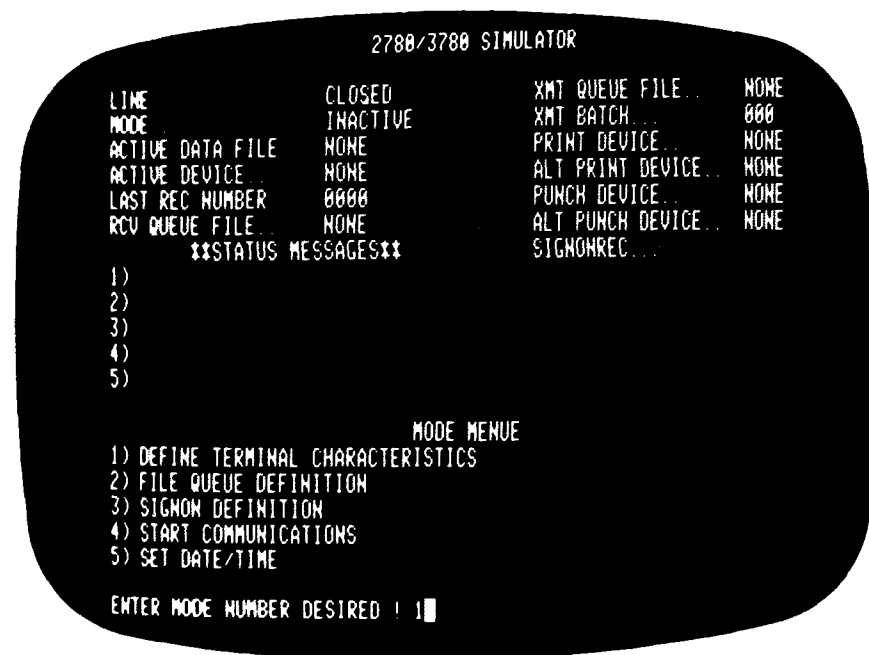 2780/3780 SIMULATOR
LINE CLOSED XMT QUEUE FILE.. NONE
MODE . INACTIVE XMT BATCH... 000
ACTIVE DATA FILE NONE PRINT DEVICE.. NONE
ACTIVE DEVICE.. NONE ALT PRINT DEVICE.. NONE
LAST REC NUMBER 0000 PUNCH DEVICE.. NONE
RCV QUEUE FILE.. NONE ALT PUNCH DEVICE.. NONE
**STATUS MESSAGES** SIGNONREC...
1)
2)
3)
4)
5)
MODE MENUE
1) DEFINE TERMINAL CHARACTERISTICS
2) FILE QUEUE DEFINITION
3) SIGNON DEFINITION
4) START COMMUNICATIONS
5) SET DATE/TIME
ENTER MODE NUMBER DESIRED ! 1